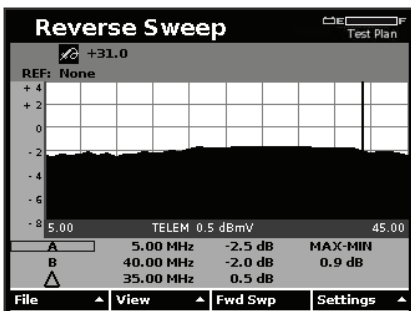 Reverse Sweep
E F
Test Plan
+31.0
REF: None
+ 4
+ 2
0
- 2
- 4
- 6
- 8
5.00 TELEM 0.5 dBmV 45.00
A 5.00 MHz -2.5 dB MAX-MIN
B 40.00 MHz -2.0 dB 0.9 dB
△ 35.00 MHz 0.5 dB
File View Fwd Swp Settings